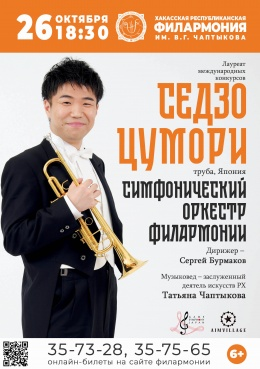 26 ОКТЯБРЯ
18:30
ХАКАССКАЯ РЕСПУБЛИКАНСКАЯ
ФИЛАРМОНИЯ
ИМ. В.Г. ЧАПТЫКОВА
Лауреат
международных
конкурсов
СЕДЗО
ЦУМОРИ
труба, Япония
СИМФОНИЧЕСКИЙ
ОРКЕСТР
ФИЛАРМОНИИ
Дирижер –
Сергей Бурмаков
Музыковед – заслуженный
деятель искусств РХ
Татьяна Чаптыкова
AIMVILLAGE
35-73-28, 35-75-65
онлайн-билеты на сайте филармонии
6+